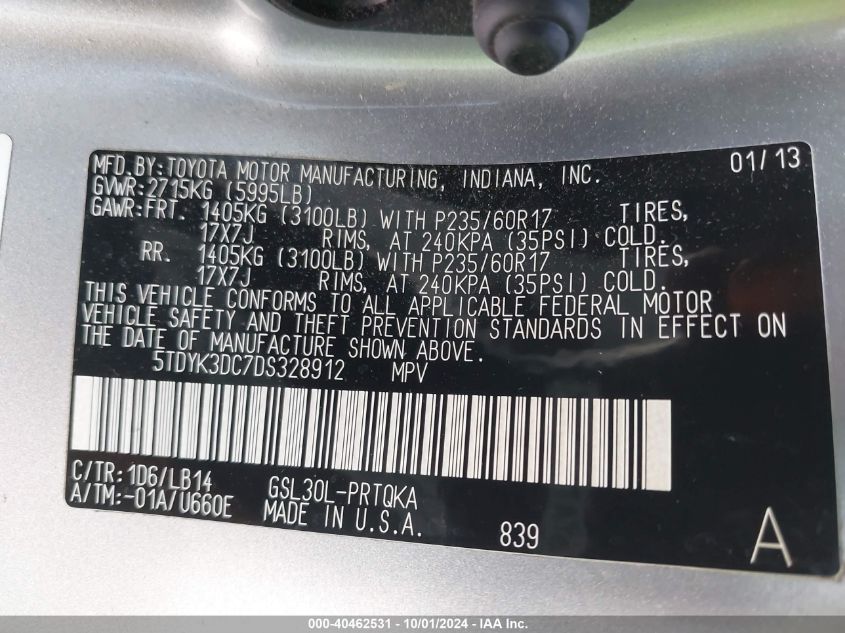 MFD. BY: TOYOTA MOTOR MANUFACTURING, INDIANA, INC. 01/13
GVWR: 2715KG (5995LB)
GAWR: FRT. 1405KG (3100LB) WITH P235/60R17 TIRES,
17X7J RIMS, AT 240KPA (35PSI) COLD.
RR. 1405KG (3100LB) WITH P235/60R17 TIRES,
17X7J RIMS, AT 240KPA (35PSI) COLD.
THIS VEHICLE CONFORMS TO ALL APPLICABLE FEDERAL MOTOR
VEHICLE SAFETY AND THEFT PREVENTION STANDARDS IN EFFECT ON
THE DATE OF MANUFACTURE SHOWN ABOVE.
5TDYK3DC7DS328912 MPV
C/TR: 1D6/LB14 GSL30L-PRTQKA
A/TM: -01A/U660E MADE IN U.S.A. 839 A
000-40462531 - 10/01/2024 - IAAI Inc.